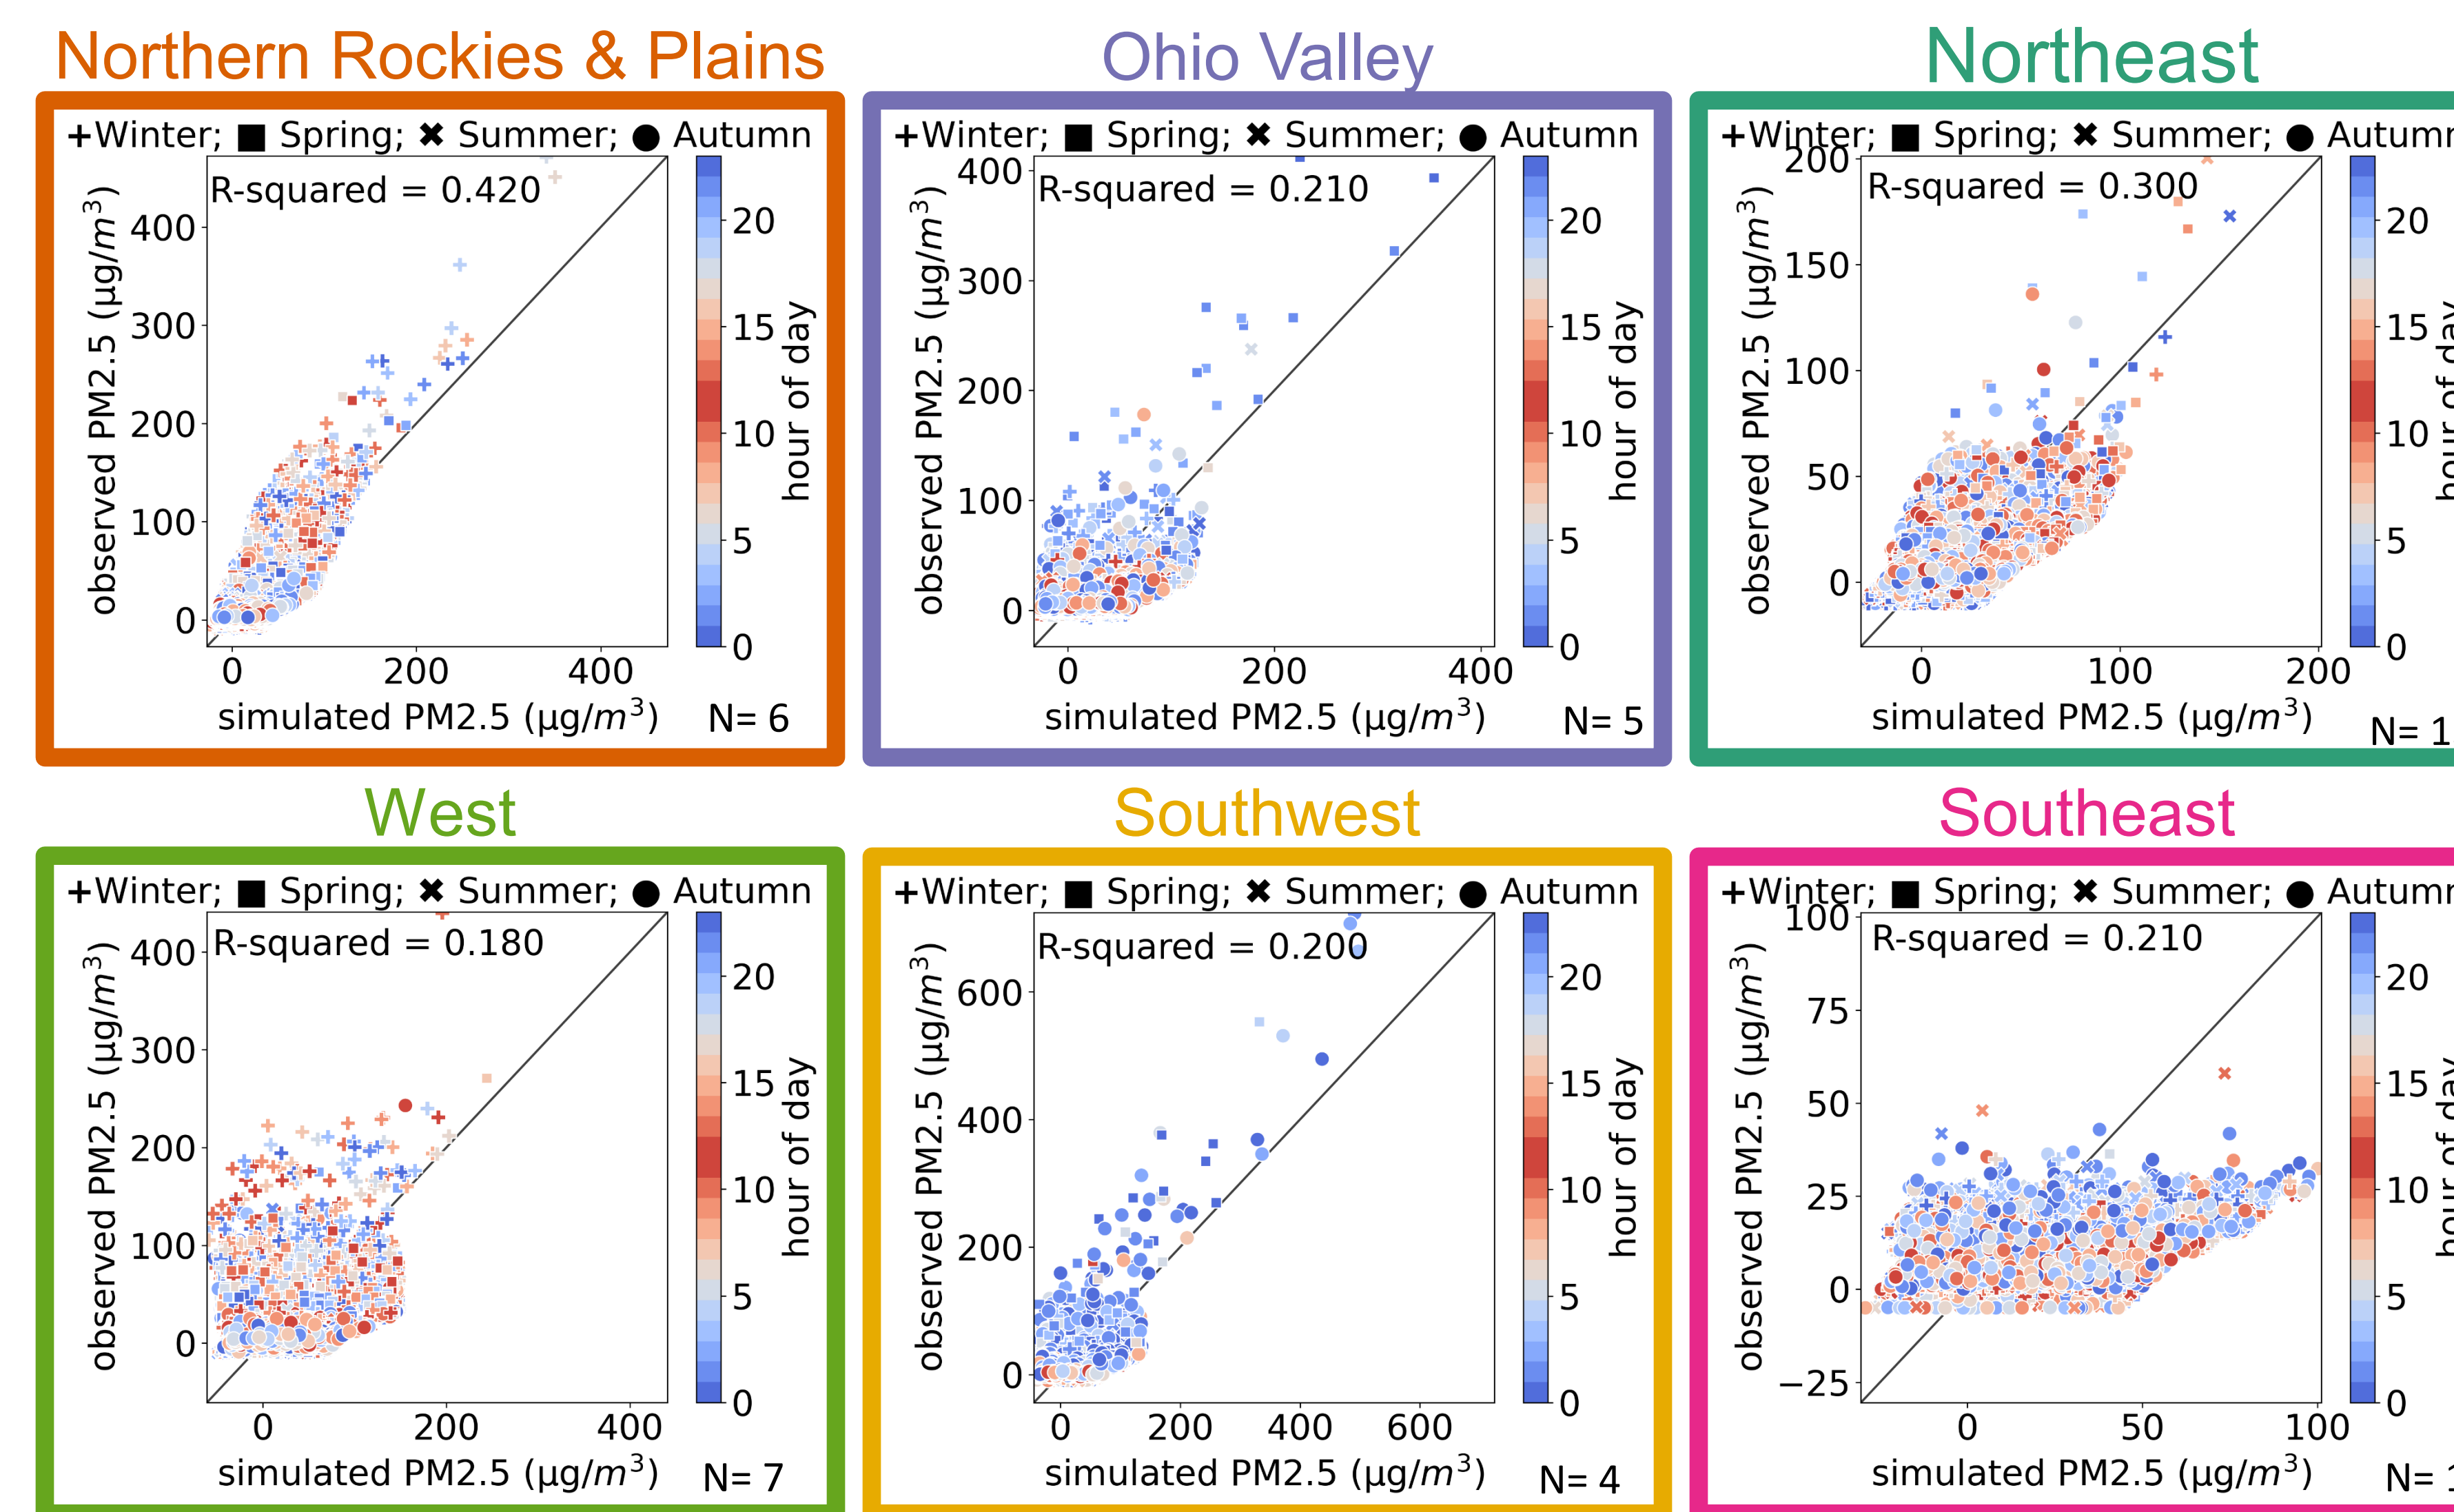 Northern Rockies & Plains
+Winter; ■ Spring; ✖ Summer; ● Autumn
R-squared = 0.420
observed PM2.5 (µg/m³)
400
300
200
100
0
0 200 400
simulated PM2.5 (µg/m³)
20
15
10
5
0
hour of day
N= 6
Ohio Valley
+Winter; ■ Spring; ✖ Summer; ● Autumn
R-squared = 0.210
observed PM2.5 (µg/m³)
400
300
200
100
0
0 200 400
simulated PM2.5 (µg/m³)
20
15
10
5
0
hour of day
N= 5
Northeast
+Winter; ■ Spring; ✖ Summer; ●
R-squared = 0.300
observed PM2.5 (µg/m³)
200
150
100
50
0
0 100 200
simulated PM2.5 (µg/m³)
20
15
10
5
0
hour of day
N= 1
West
+Winter; ■ Spring; ✖ Summer; ● Autumn
R-squared = 0.180
observed PM2.5 (µg/m³)
400
300
200
100
0
0 200 400
simulated PM2.5 (µg/m³)
20
15
10
5
0
hour of day
N= 7
Southwest
+Winter; ■ Spring; ✖ Summer; ● Autumn
R-squared = 0.200
observed PM2.5 (µg/m³)
600
400
200
0
0 200 400 600
simulated PM2.5 (µg/m³)
20
15
10
5
0
hour of day
N= 4
Southeast
+Winter; ■ Spring; ✖ Summer; ●
R-squared = 0.210
observed PM2.5 (µg/m³)
100
75
50
25
0
−25
0 50 100
simulated PM2.5 (µg/m³)
20
15
10
5
0
hour of day
N=